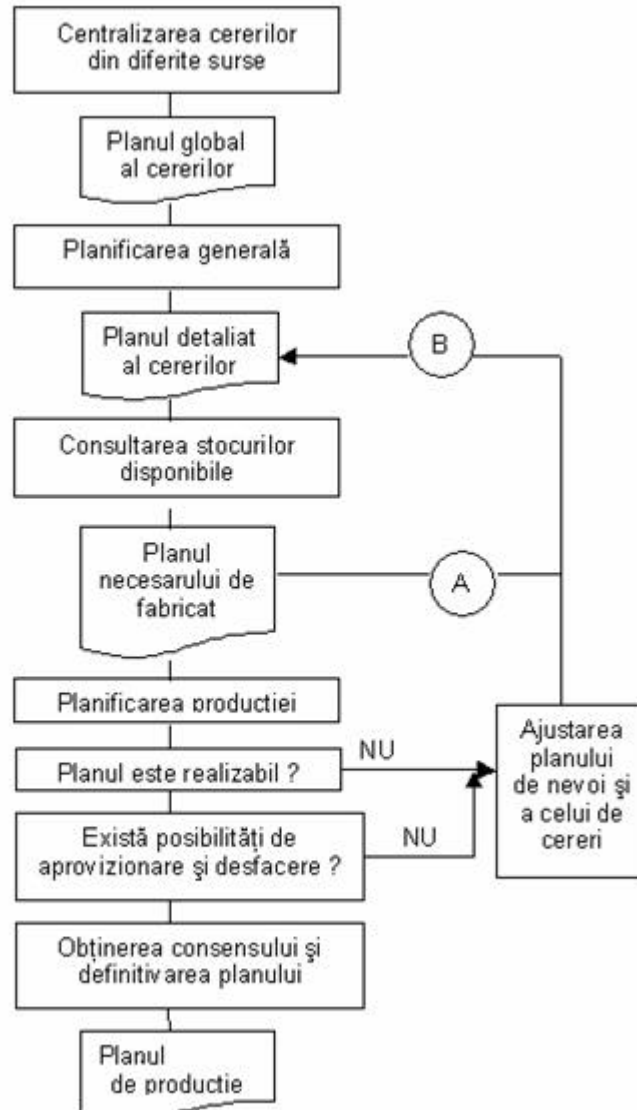 Centralizarea cererilor
din diferite surse
Planul global
al cererilor
Planificarea generală
Planul detaliat
al cererilor
B
Consultarea stocurilor
disponibile
Planul
necesarului de
fabricat
A
Planificarea productiei
Planul este realizabil ?
NU
Ajustarea
planului
de nevoi şi
a celui de
cereri
Există posibilităţi de
aprovizionare şi desfacere ?
NU
Obţinerea consensului şi
definitivarea planului
Planul
de productie